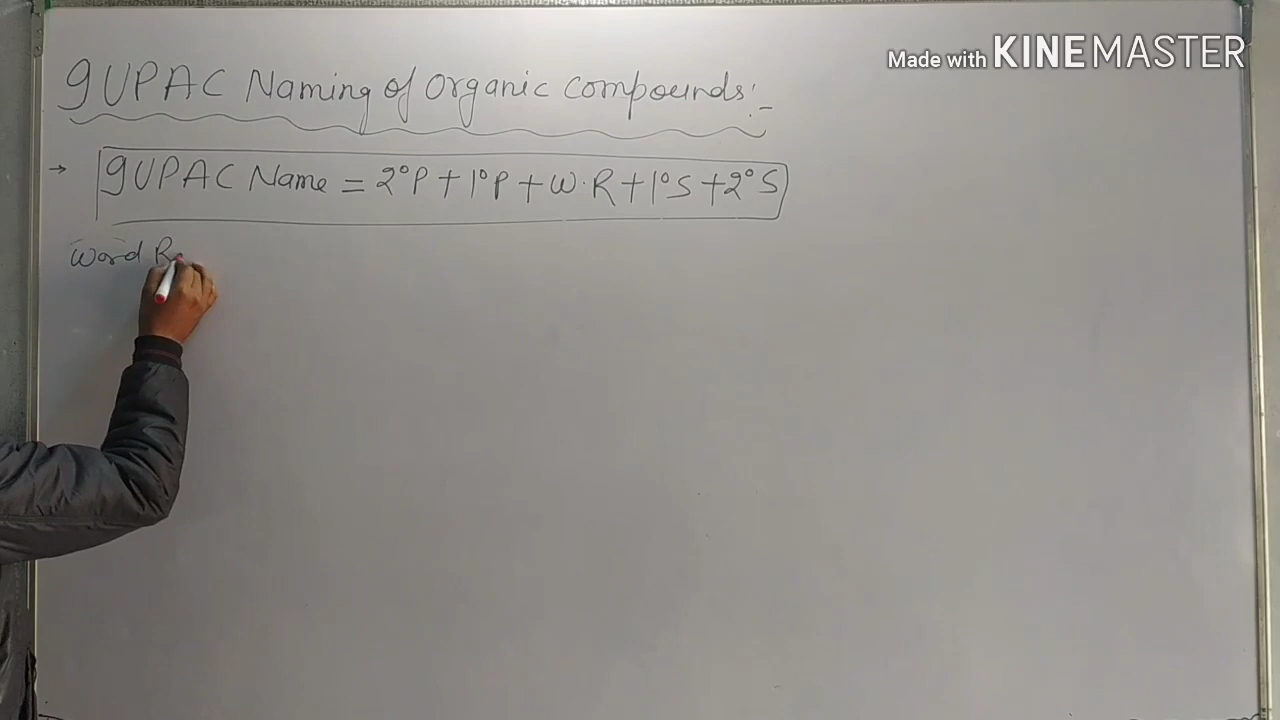 IUPAC Naming of Organic Compounds:-
→ IUPAC Name = 2°P + 1°P + W.R + 1°S + 2°S
Word R
Made with KINEMASTER